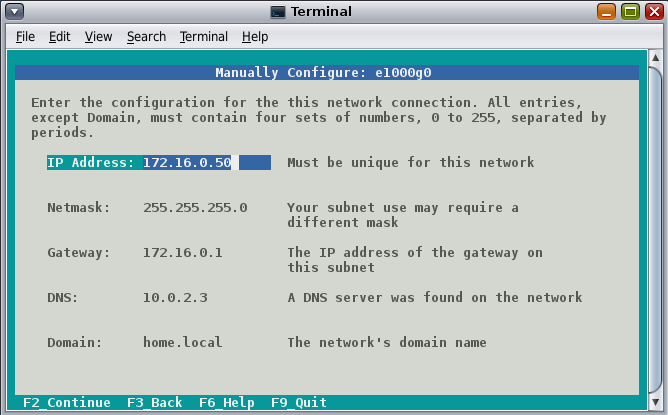 Terminal
File Edit View Search Terminal Help
Manually Configure: e1000g0
Enter the configuration for the this network connection. All entries,
except Domain, must contain four sets of numbers, 0 to 255, separated by
periods.
IP Address: 172.16.0.50 Must be unique for this network
Netmask: 255.255.255.0 Your subnet use may require a
different mask
Gateway: 172.16.0.1 The IP address of the gateway on
this subnet
DNS: 10.0.2.3 A DNS server was found on the network
Domain: home.local The network's domain name
F2_Continue F3_Back F6_Help F9_Quit